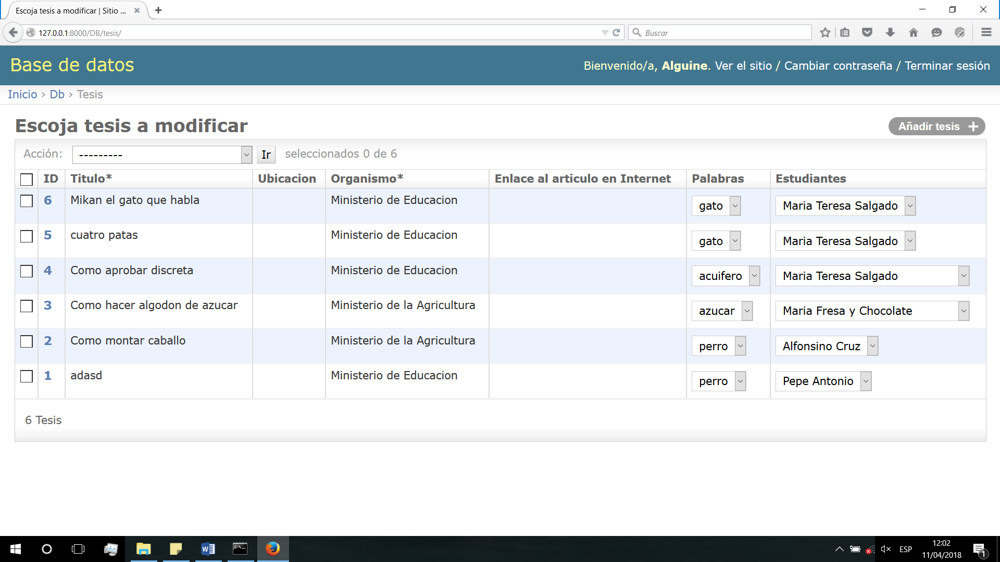 Escoja tesis a modificar | Sitio ...
127.0.0.1:8000/DB/tesis/
Buscar
Base de datos
Bienvenido/a, Alguine. Ver el sitio / Cambiar contraseña / Terminar sesión
Inicio › Db › Tesis
Escoja tesis a modificar
Añadir tesis +
Acción: --------- Ir seleccionados 0 de 6
ID Titulo* Ubicacion Organismo* Enlace al articulo en Internet Palabras Estudiantes
6 Mikan el gato que habla Ministerio de Educacion gato Maria Teresa Salgado
5 cuatro patas Ministerio de Educacion gato Maria Teresa Salgado
4 Como aprobar discreta Ministerio de Educacion acuifero Maria Teresa Salgado
3 Como hacer algodon de azucar Ministerio de la Agricultura azucar Maria Fresa y Chocolate
2 Como montar caballo Ministerio de la Agricultura perro Alfonsino Cruz
1 adasd Ministerio de Educacion perro Pepe Antonio
6 Tesis
ESP
12:02
11/04/2018
1